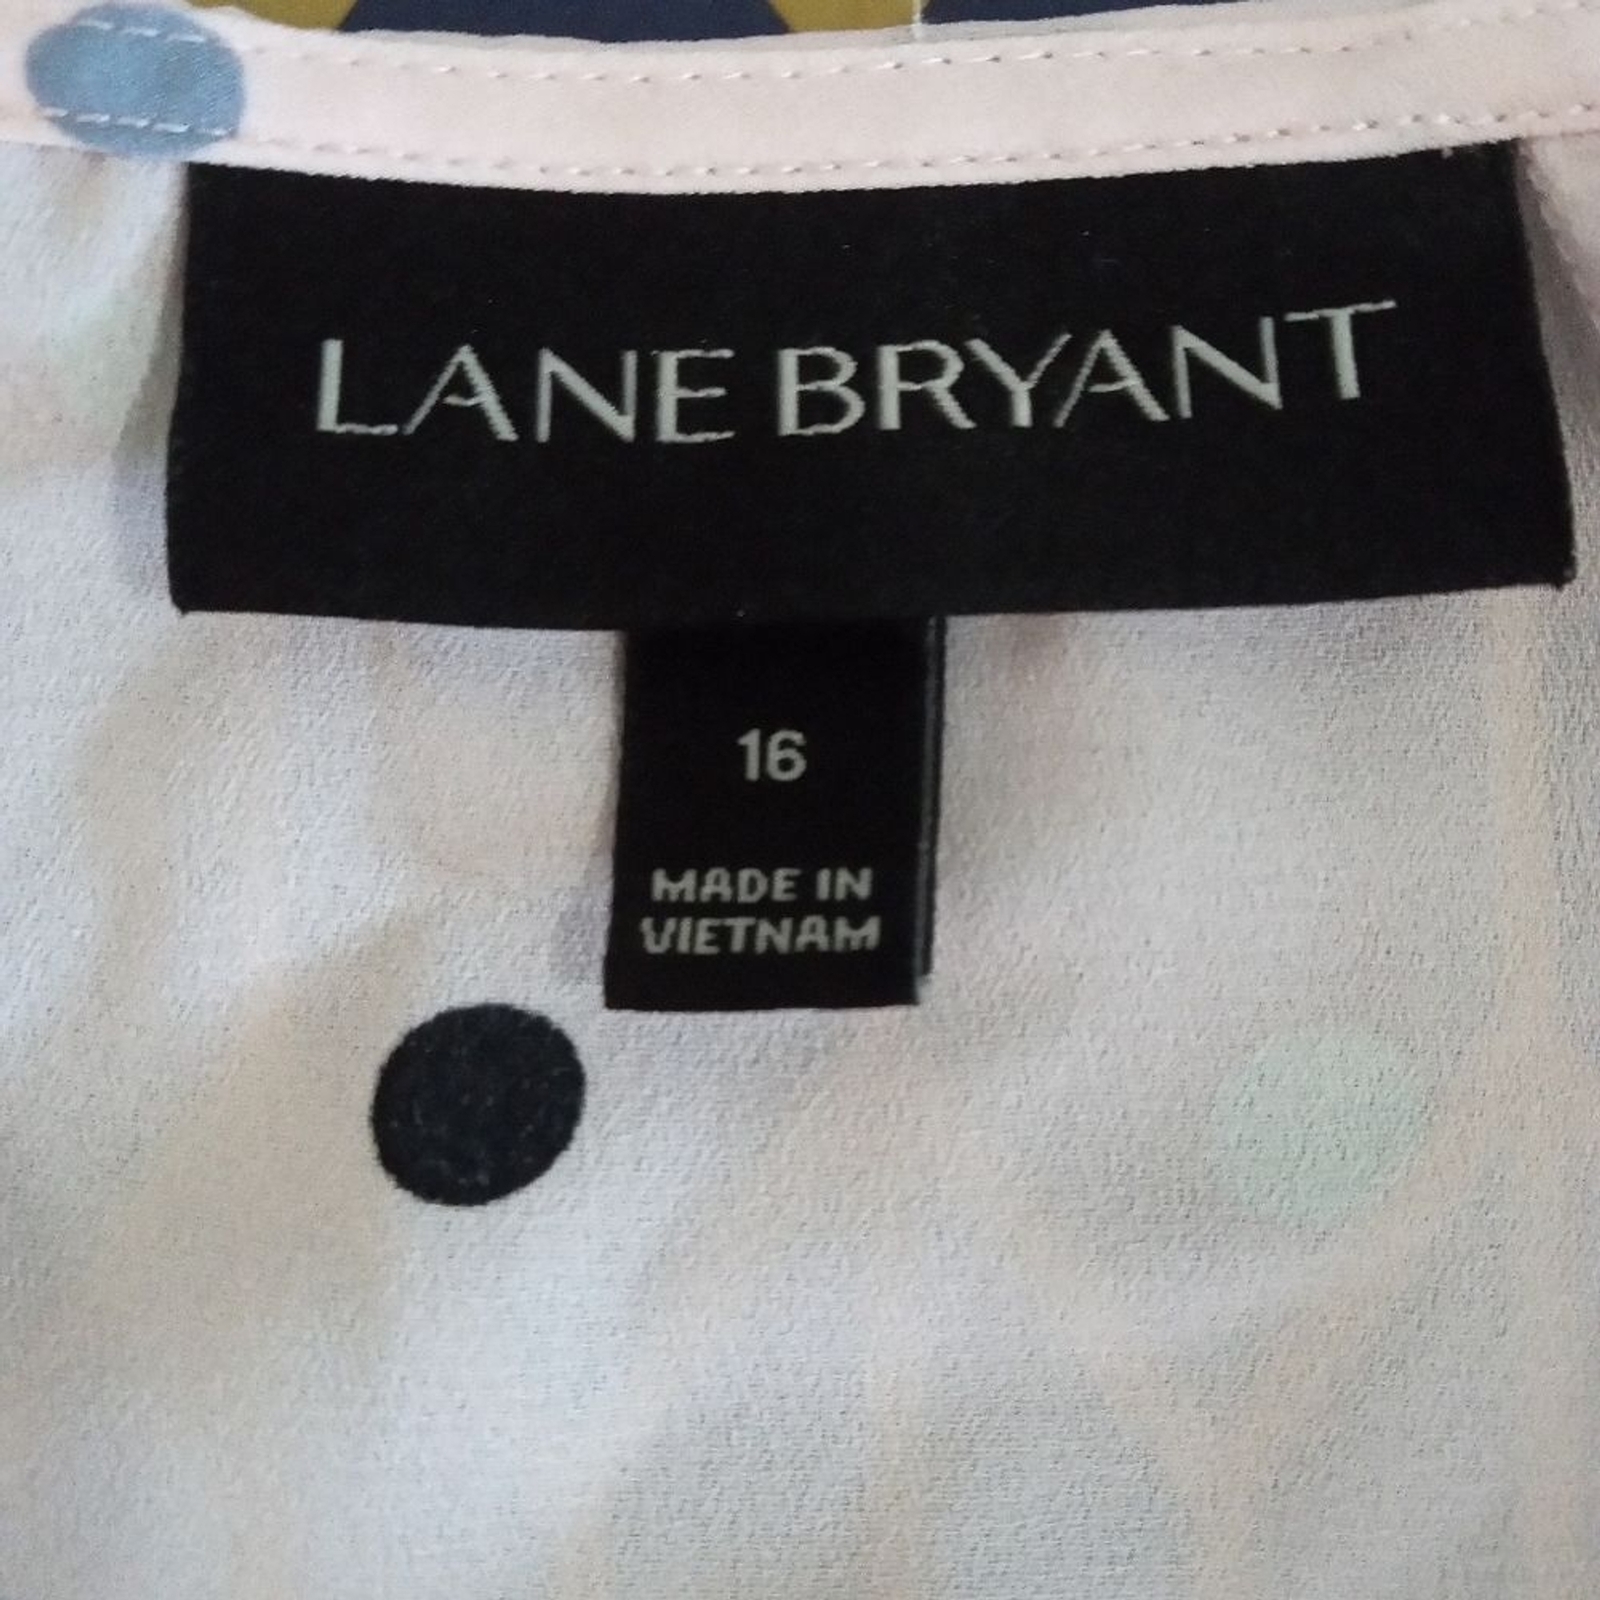 LANE BRYANT
16
MADE IN
VIETNAM